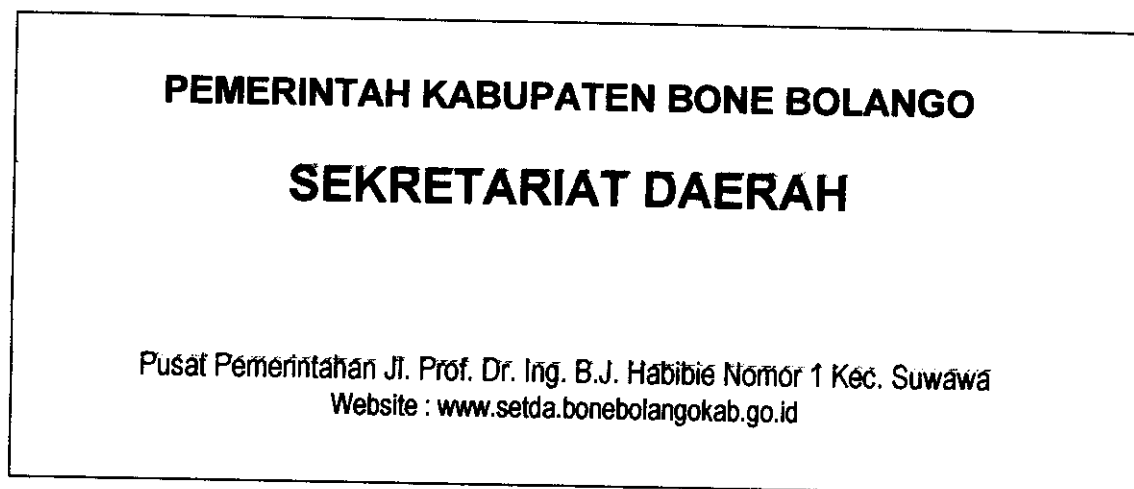 PEMERINTAH KABUPATEN BONE BOLANGO
SEKRETARIAT DAERAH
Pusat Pemerintahan Jl. Prof. Dr. Ing. B.J. Habibie Nomor 1 Kec. Suwawa
Website : www.setda.bonebolangokab.go.id